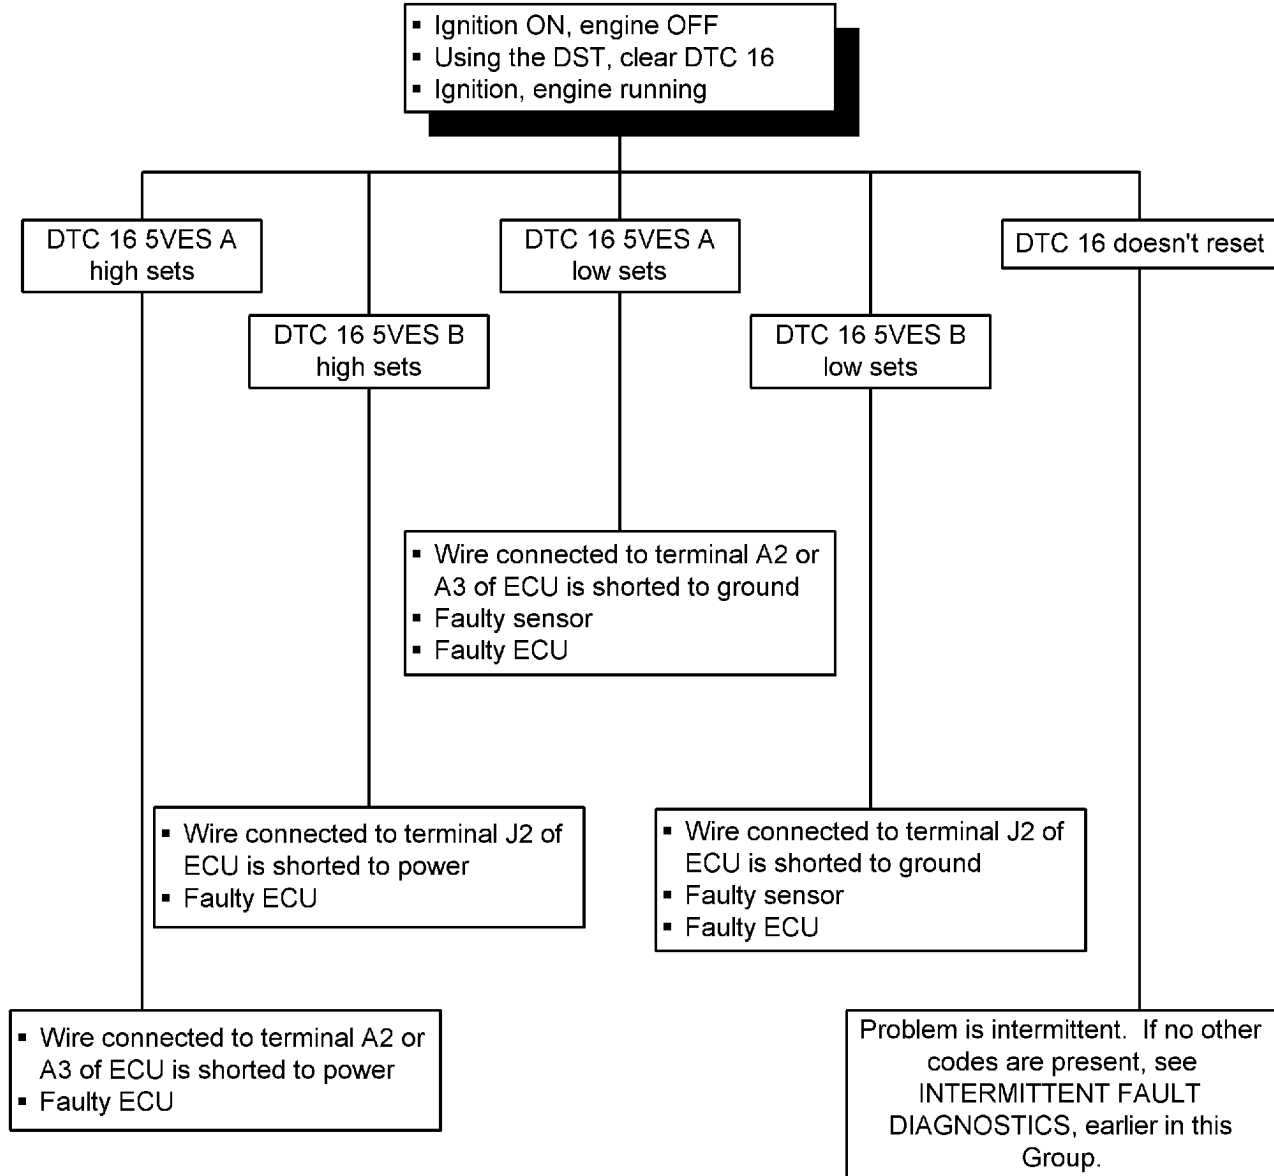 ▪ Ignition ON, engine OFF
▪ Using the DST, clear DTC 16
▪ Ignition, engine running
DTC 16 5VES A
high sets
DTC 16 5VES B
high sets
DTC 16 5VES A
low sets
DTC 16 5VES B
low sets
DTC 16 doesn't reset
▪ Wire connected to terminal A2 or
A3 of ECU is shorted to ground
▪ Faulty sensor
▪ Faulty ECU
▪ Wire connected to terminal J2 of
ECU is shorted to power
▪ Faulty ECU
▪ Wire connected to terminal J2 of
ECU is shorted to ground
▪ Faulty sensor
▪ Faulty ECU
▪ Wire connected to terminal A2 or
A3 of ECU is shorted to power
▪ Faulty ECU
Problem is intermittent.  If no other
codes are present, see
INTERMITTENT FAULT
DIAGNOSTICS, earlier in this
Group.